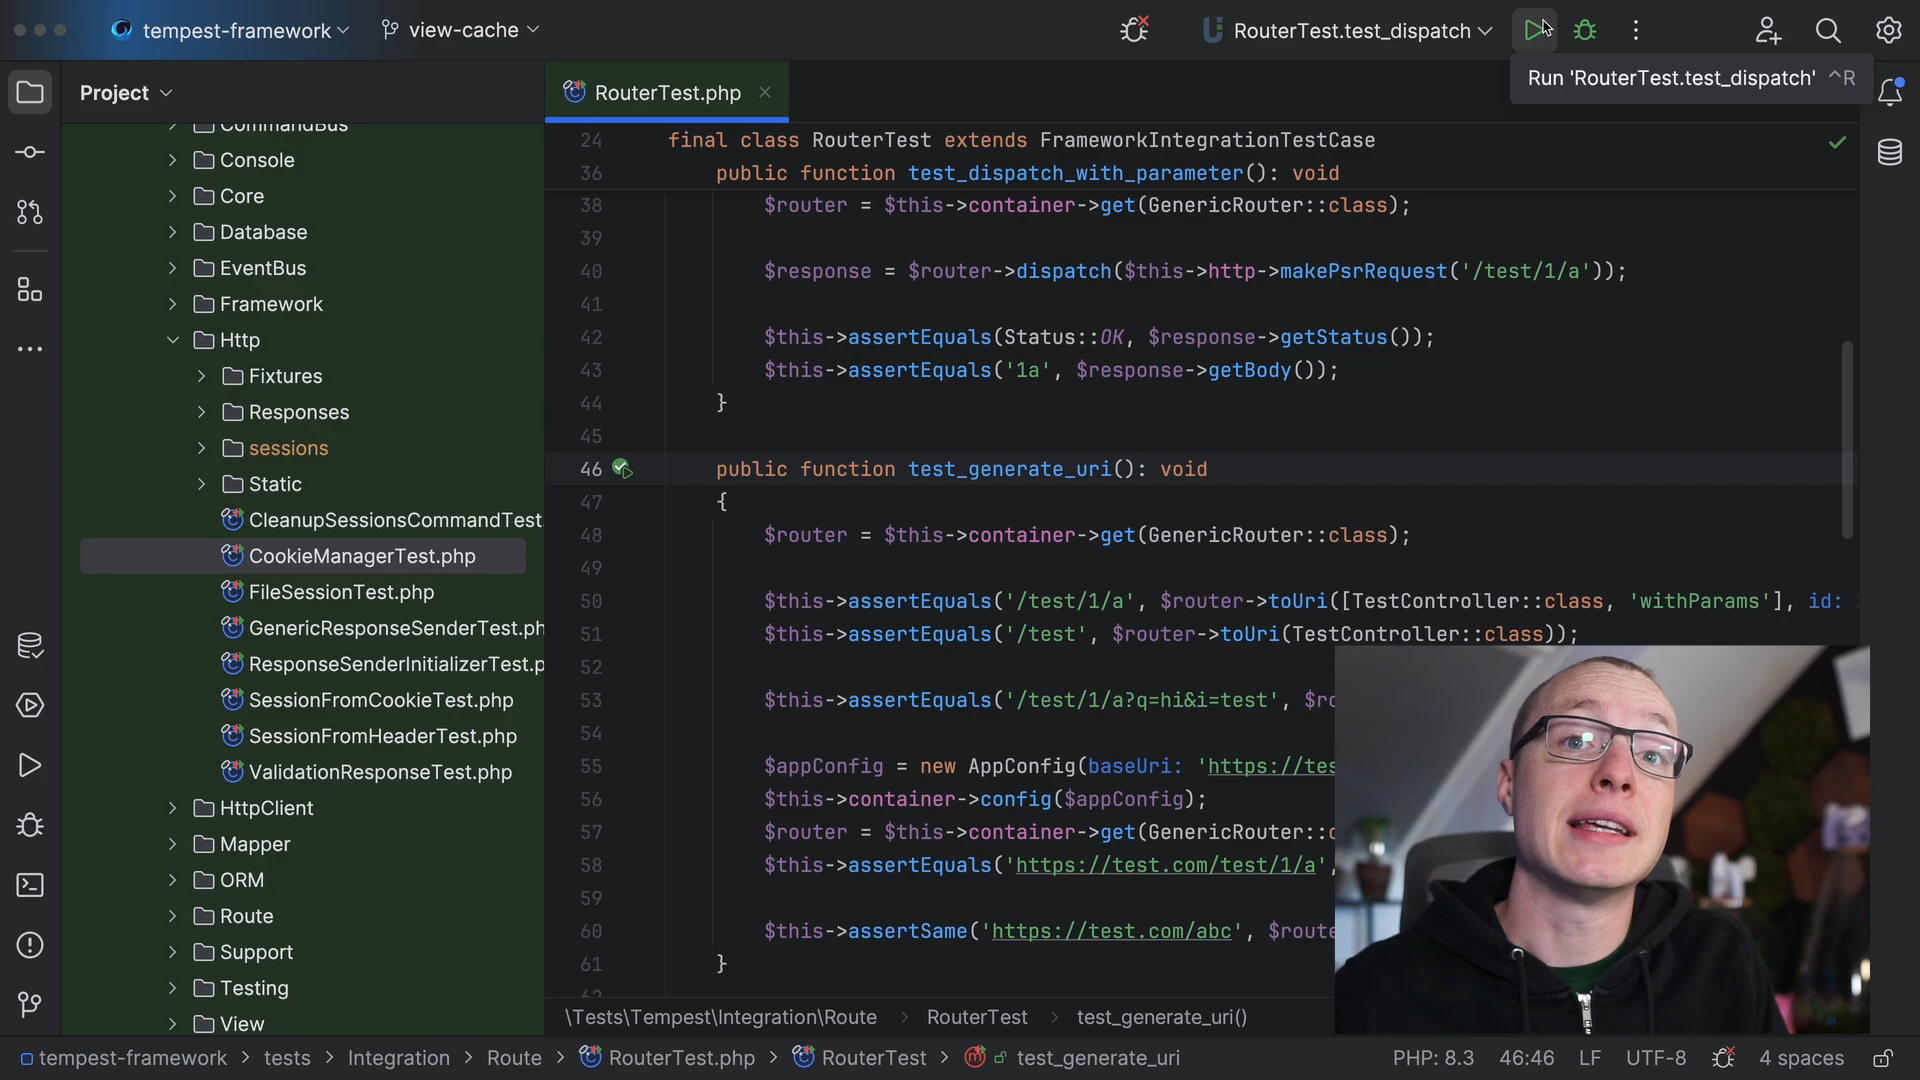 tempest-framework
view-cache
RouterTest.test_dispatch
Run 'RouterTest.test_dispatch' ^R
Project
RouterTest.php
CommandBus
Console
Core
Database
EventBus
Framework
Http
Fixtures
Responses
sessions
Static
CleanupSessionsCommandTest.
CookieManagerTest.php
FileSessionTest.php
GenericResponseSenderTest.ph
ResponseSenderInitializerTest.p
SessionFromCookieTest.php
SessionFromHeaderTest.php
ValidationResponseTest.php
HttpClient
Mapper
ORM
Route
Support
Testing
View
24 final class RouterTest extends FrameworkIntegrationTestCase
36 public function test_dispatch_with_parameter(): void
38 $router = $this->container->get(GenericRouter::class);
39
40 $response = $router->dispatch($this->http->makePsrRequest('/test/1/a'));
41
42 $this->assertEquals(Status::OK, $response->getStatus());
43 $this->assertEquals('1a', $response->getBody());
44 }
45
46 public function test_generate_uri(): void
47 {
48 $router = $this->container->get(GenericRouter::class);
49
50 $this->assertEquals('/test/1/a', $router->toUri([TestController::class, 'withParams'], id:
51 $this->assertEquals('/test', $router->toUri(TestController::class));
52
53 $this->assertEquals('/test/1/a?q=hi&i=test', $ro
54
55 $appConfig = new AppConfig(baseUri: 'https://tes
56 $this->container->config($appConfig);
57 $router = $this->container->get(GenericRouter::c
58 $this->assertEquals('https://test.com/test/1/a',
59
60 $this->assertSame('https://test.com/abc', $route
61 }
62
\Tests\Tempest\Integration\Route > RouterTest > test_generate_uri()
tempest-framework > tests > Integration > Route > RouterTest.php > RouterTest > test_generate_uri
PHP: 8.3 46:46 LF UTF-8 4 spaces